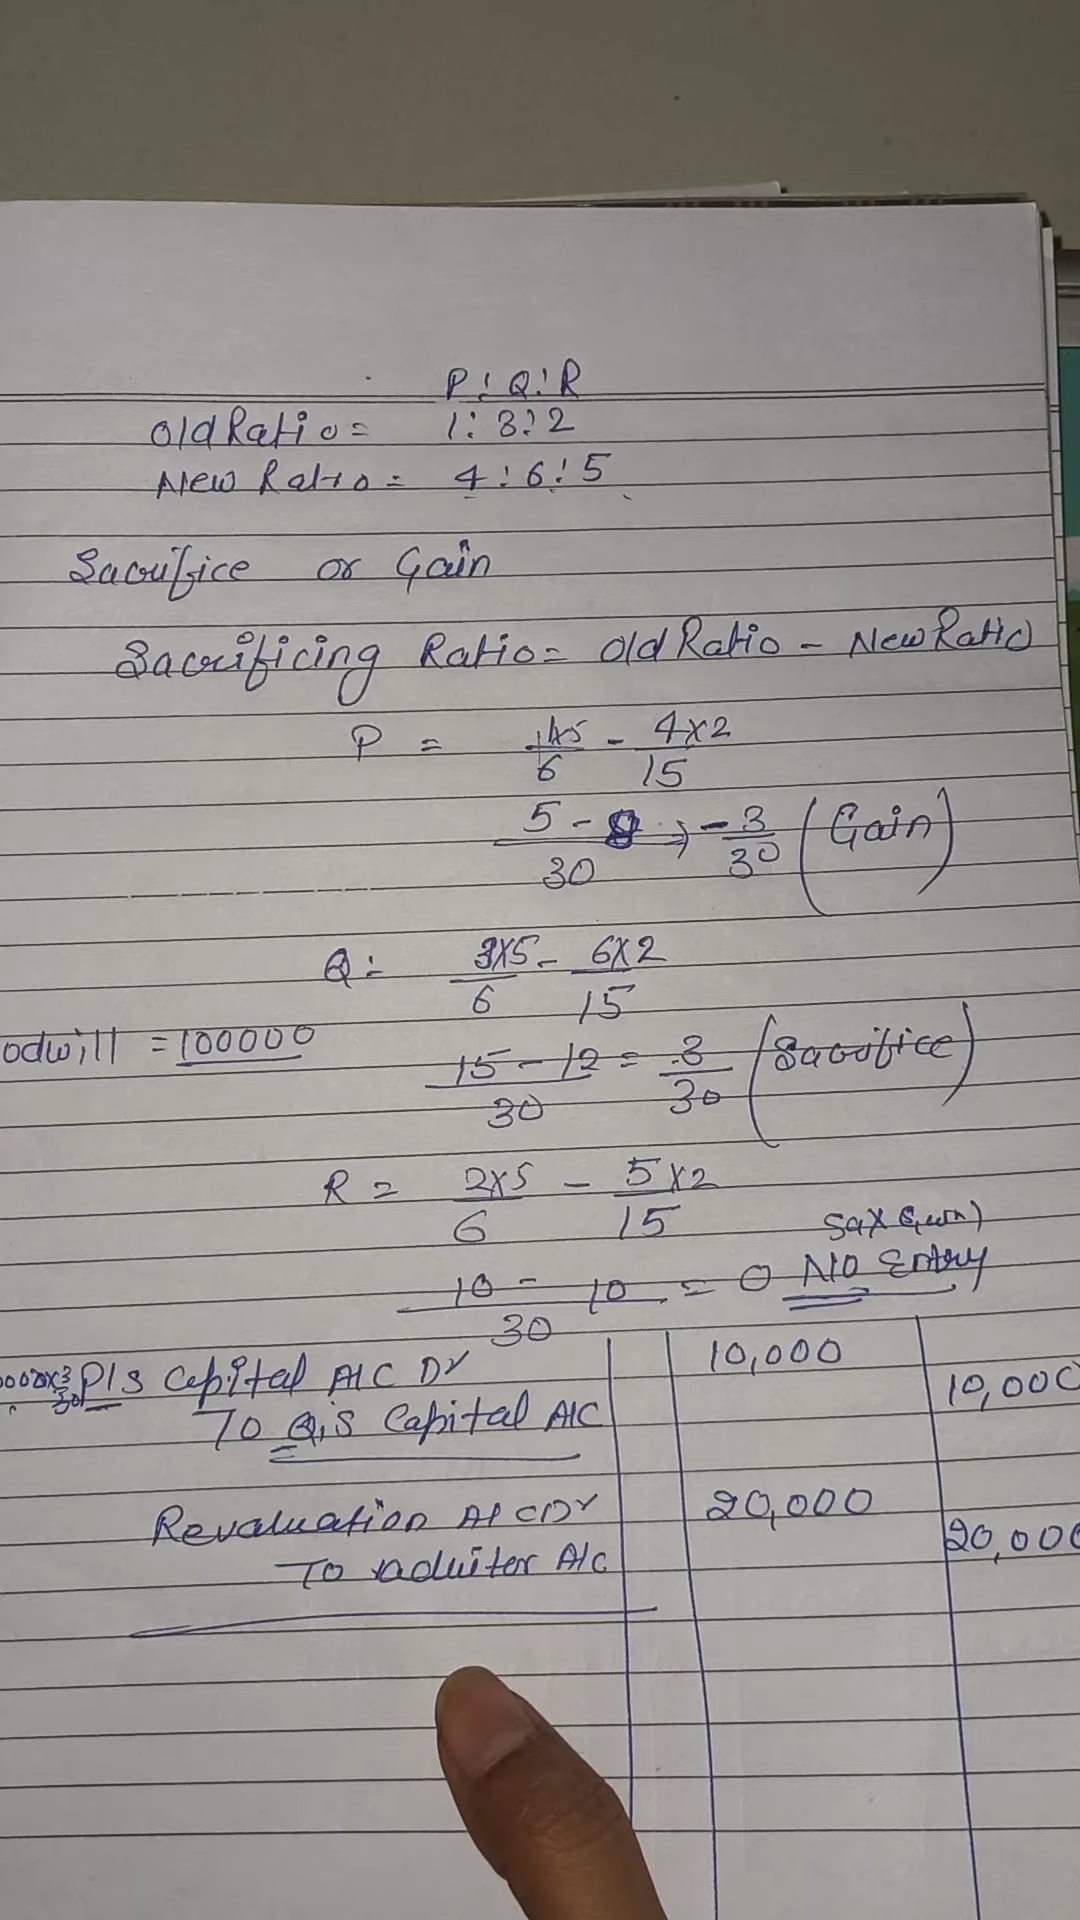 P : Q : R
Old Ratio = 1 : 3 : 2
New Ratio = 4 : 6 : 5
Sacrifice or Gain
Sacrificing Ratio = Old Ratio - New Ratio
P = 1x5/6 - 4x2/15
5 - 8/30 => -3/30 (Gain)
Q = 3x5/6 - 6x2/15
odwill = 100000
15 - 12/30 = 3/30 (Sacrifice)
R = 2x5/6 - 5x2/15
10 - 10/30 = 0 No Entry
P's Capital A/C Dr 10,000
To Q's Capital A/C 10,000
Revaluation A/C Dr 20,000
To A/C 20,000